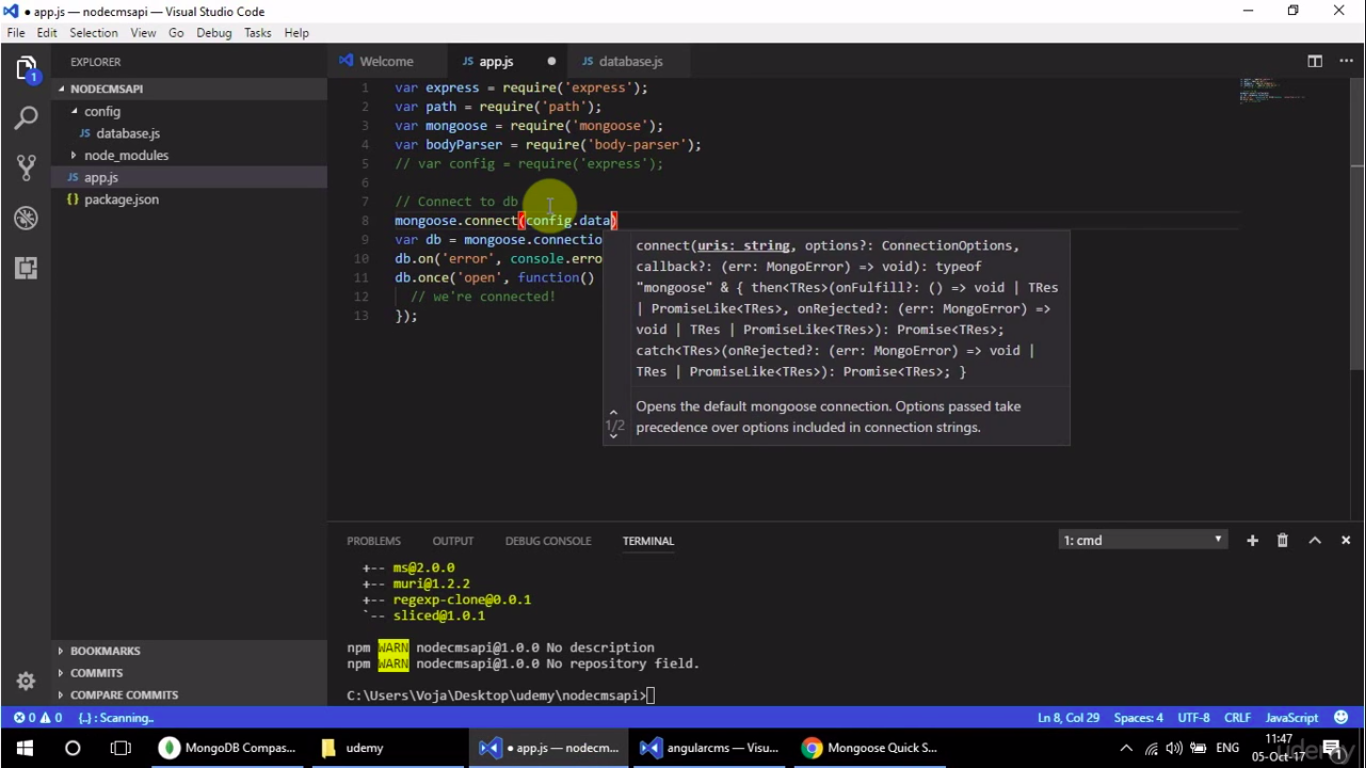 ● app.js — nodecmsapi — Visual Studio Code
File Edit Selection View Go Debug Tasks Help
EXPLORER
NODECMSAPI
config
JS database.js
node_modules
JS app.js
{} package.json
BOOKMARKS
COMMITS
COMPARE COMMITS
1
Welcome JS app.js ● JS database.js
1 var express = require('express');
2 var path = require('path');
3 var mongoose = require('mongoose');
4 var bodyParser = require('body-parser');
5 // var config = require('express');
6
7 // Connect to db
8 mongoose.connect(config.data)
9 var db = mongoose.connectio
10 db.on('error', console.erro
11 db.once('open', function()
12 // we're connected!
13 });
connect(uris: string, options?: ConnectionOptions,
callback?: (err: MongoError) => void): typeof
"mongoose" & { then<TRes>(onFulfill?: () => void | TRes
| PromiseLike<TRes>, onRejected?: (err: MongoError) =>
void | TRes | PromiseLike<TRes>): Promise<TRes>;
catch<TRes>(onRejected?: (err: MongoError) => void |
TRes | PromiseLike<TRes>): Promise<TRes>; }
1/2
Opens the default mongoose connection. Options passed take
precedence over options included in connection strings.
PROBLEMS OUTPUT DEBUG CONSOLE TERMINAL 1: cmd
+-- ms@2.0.0
+-- muri@1.2.2
+-- regexp-clone@0.0.1
`-- sliced@1.0.1
npm WARN nodecmsapi@1.0.0 No description
npm WARN nodecmsapi@1.0.0 No repository field.
C:\Users\Voja\Desktop\udemy\nodecmsapi>
0 0 {..} : Scanning.. Ln 8, Col 29 Spaces: 4 UTF-8 CRLF JavaScript
MongoDB Compas... udemy ● app.js — nodecm... angularcms — Visu... Mongoose Quick S... ENG 11:47
05-Oct-17 1
udemy